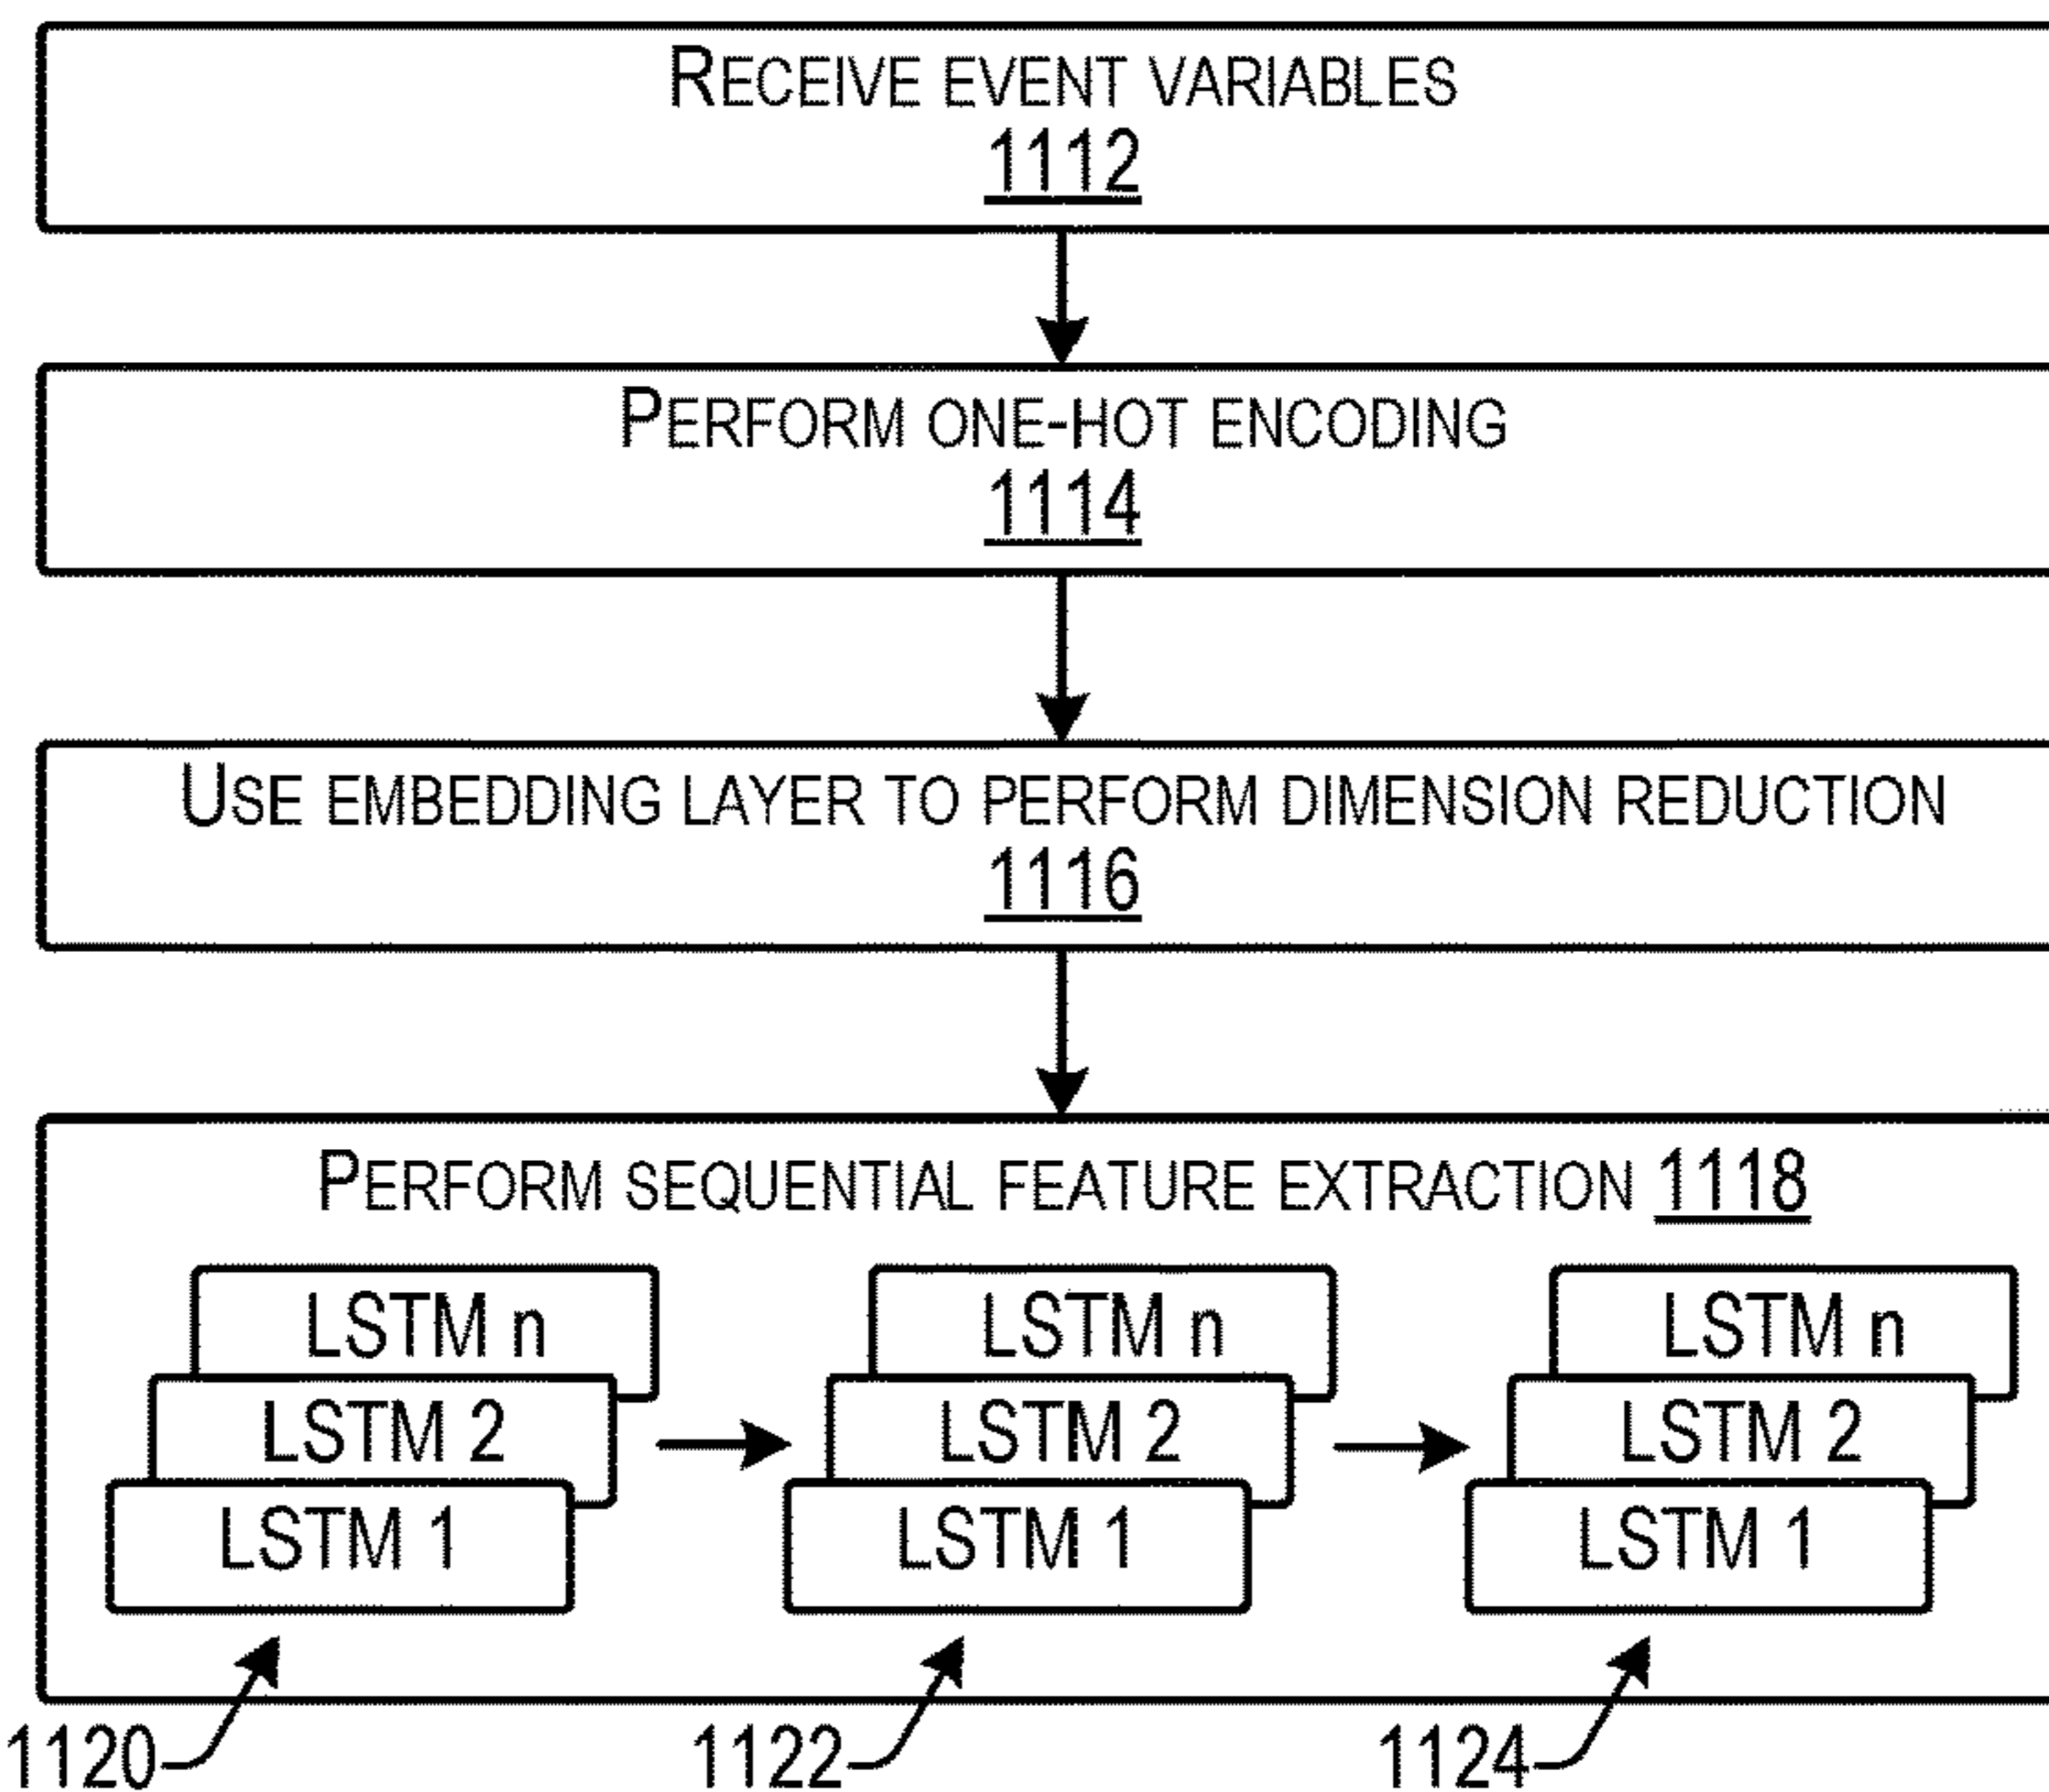 RECEIVE EVENT VARIABLES
1112
PERFORM ONE-HOT ENCODING
1114
USE EMBEDDING LAYER TO PERFORM DIMENSION REDUCTION
1116
PERFORM SEQUENTIAL FEATURE EXTRACTION 1118
LSTM n LSTM n LSTM n
LSTM 2 LSTM 2 LSTM 2
LSTM 1 LSTM 1 LSTM 1
1120 1122 1124